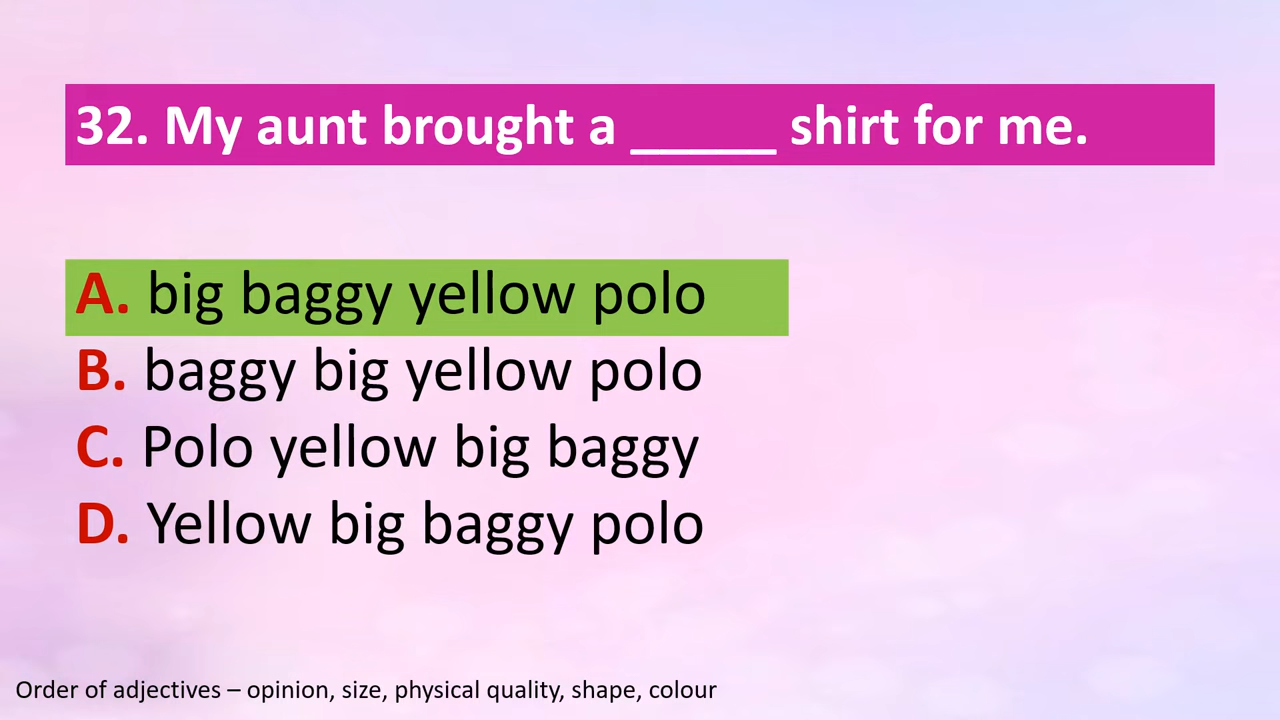 32. My aunt brought a _____ shirt for me.
A. big baggy yellow polo
B. baggy big yellow polo
C. Polo yellow big baggy
D. Yellow big baggy polo
Order of adjectives – opinion, size, physical quality, shape, colour